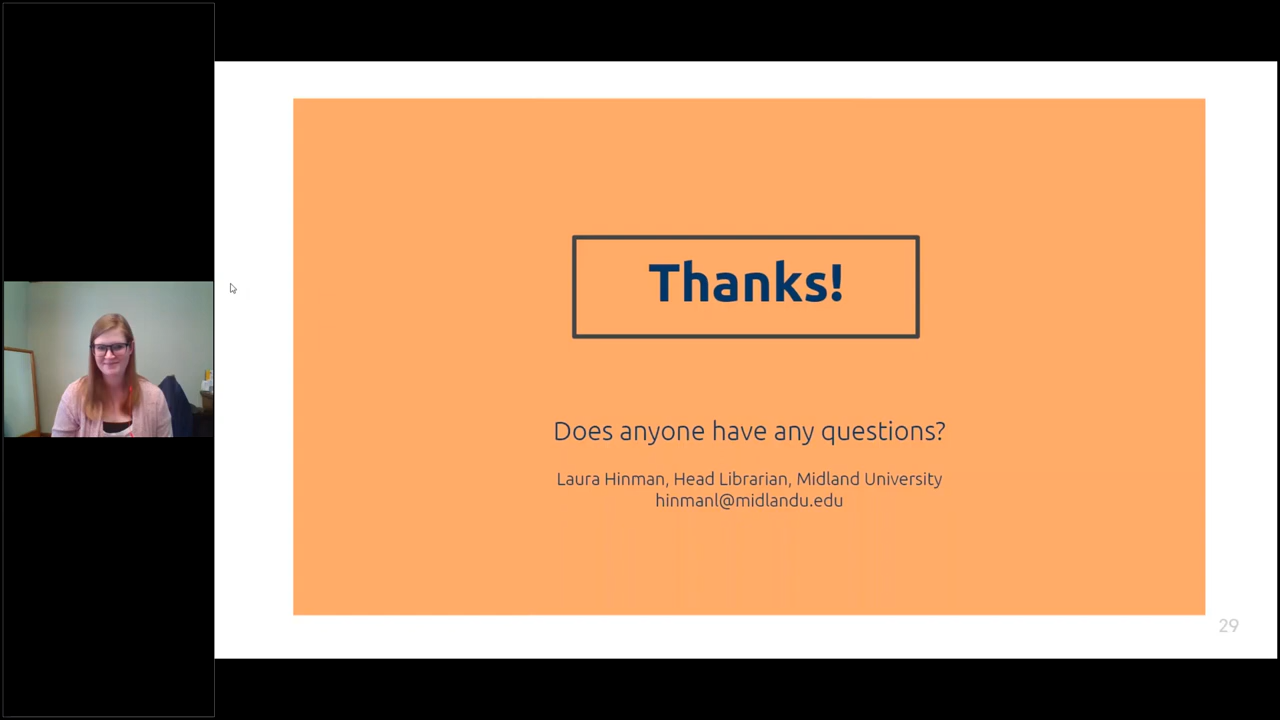 Thanks!
Does anyone have any questions?
Laura Hinman, Head Librarian, Midland University
hinmanl@midlandu.edu
29